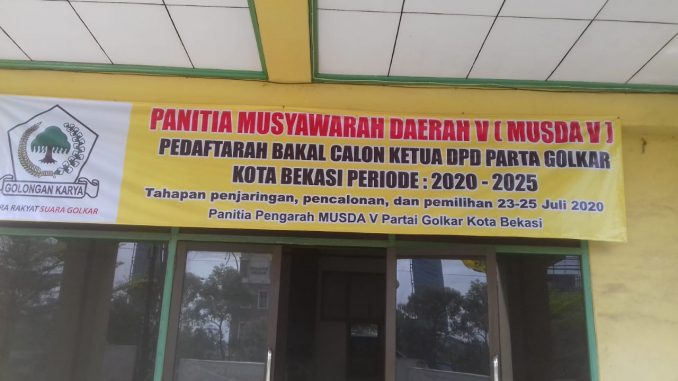 PANITIA MUSYAWARAH DAERAH V ( MUSDA V )
PEDAFTARAH BAKAL CALON KETUA DPD PARTA GOLKAR
KOTA BEKASI PERIODE : 2020 - 2025
Tahapan penjaringan, pencalonan, dan pemilihan 23-25 Juli 2020
Panitia Pengarah MUSDA V Partai Golkar Kota Bekasi
GOLONGAN KARYA
RAKYAT SUARA GOLKAR